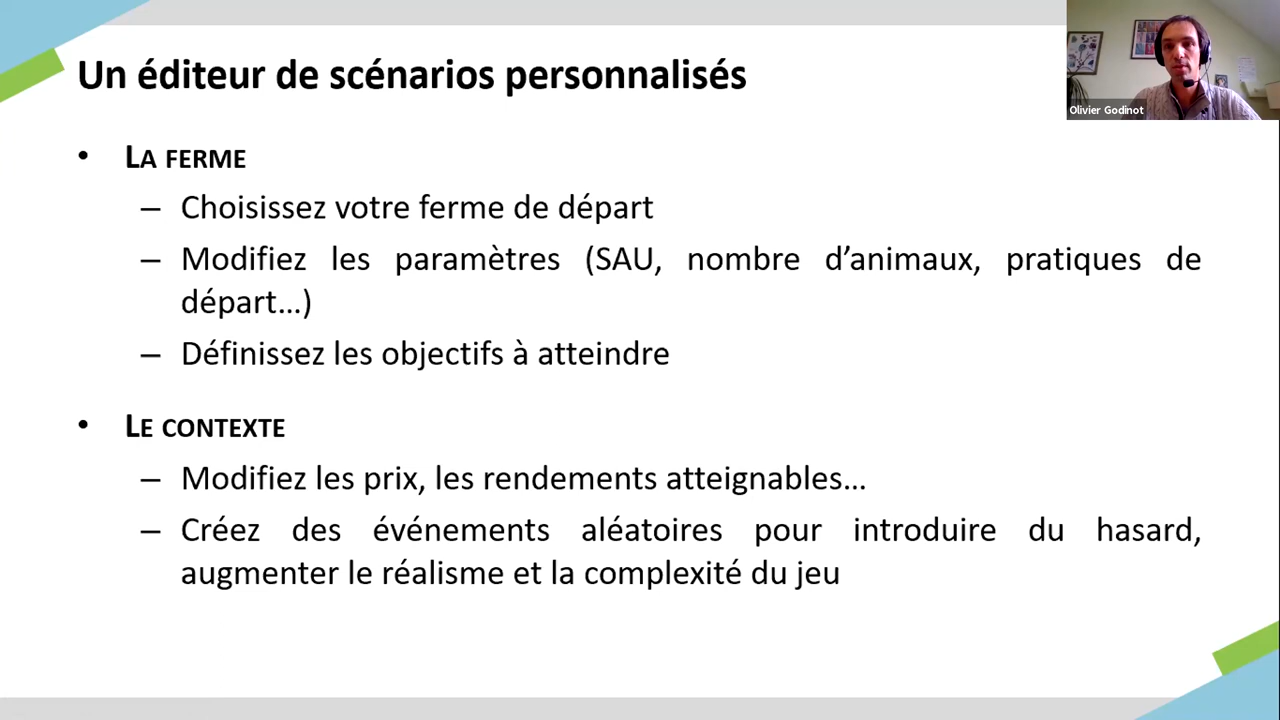 Un éditeur de scénarios personnalisés
Olivier Godinot
• LA FERME
– Choisissez votre ferme de départ
– Modifiez les paramètres (SAU, nombre d’animaux, pratiques de
départ…)
– Définissez les objectifs à atteindre
• LE CONTEXTE
– Modifiez les prix, les rendements atteignables…
– Créez des événements aléatoires pour introduire du hasard,
augmenter le réalisme et la complexité du jeu